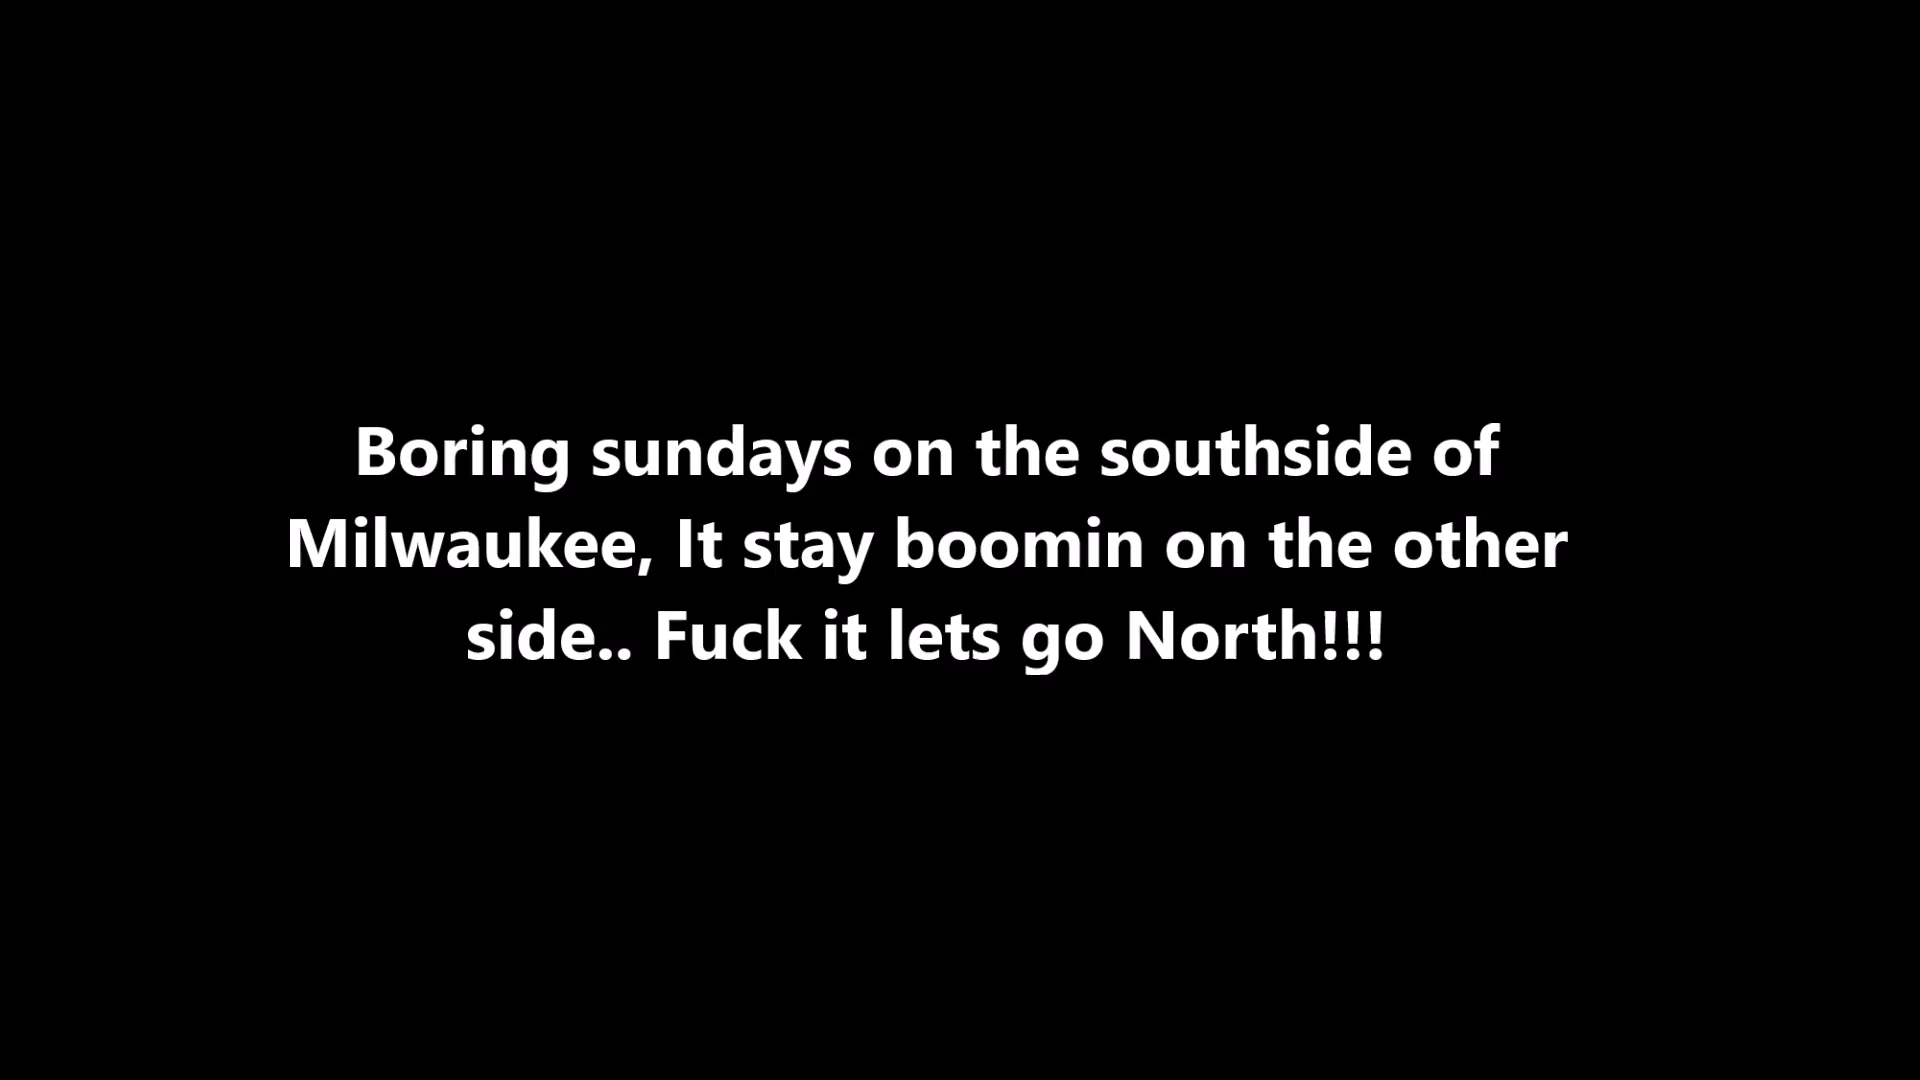 Boring sundays on the southside of
Milwaukee, It stay boomin on the other
side.. Fuck it lets go North!!!